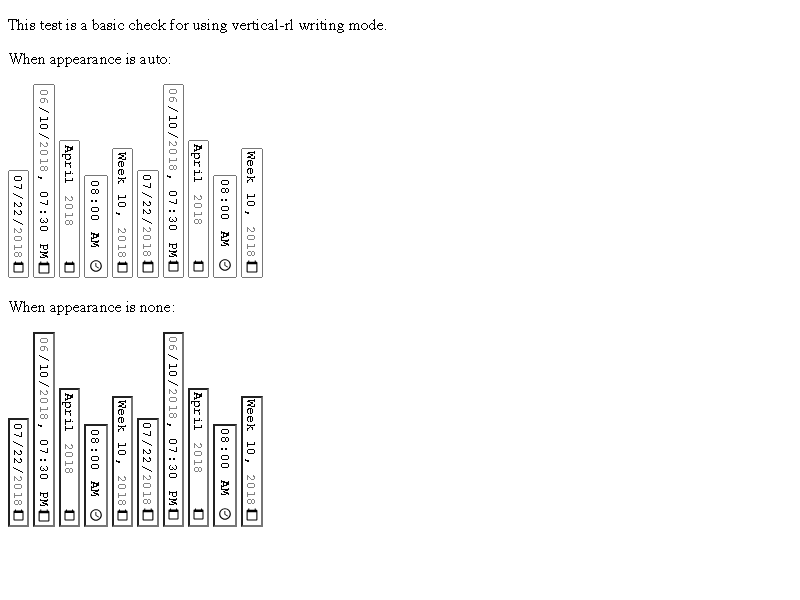 This test is a basic check for using vertical-rl writing mode.
When appearance is auto:
07/22/2018
06/10/2018, 07:30 PM
April 2018
08:00 AM
Week 10, 2018
07/22/2018
06/10/2018, 07:30 PM
April 2018
08:00 AM
Week 10, 2018
When appearance is none:
07/22/2018
06/10/2018, 07:30 PM
April 2018
08:00 AM
Week 10, 2018
07/22/2018
06/10/2018, 07:30 PM
April 2018
08:00 AM
Week 10, 2018